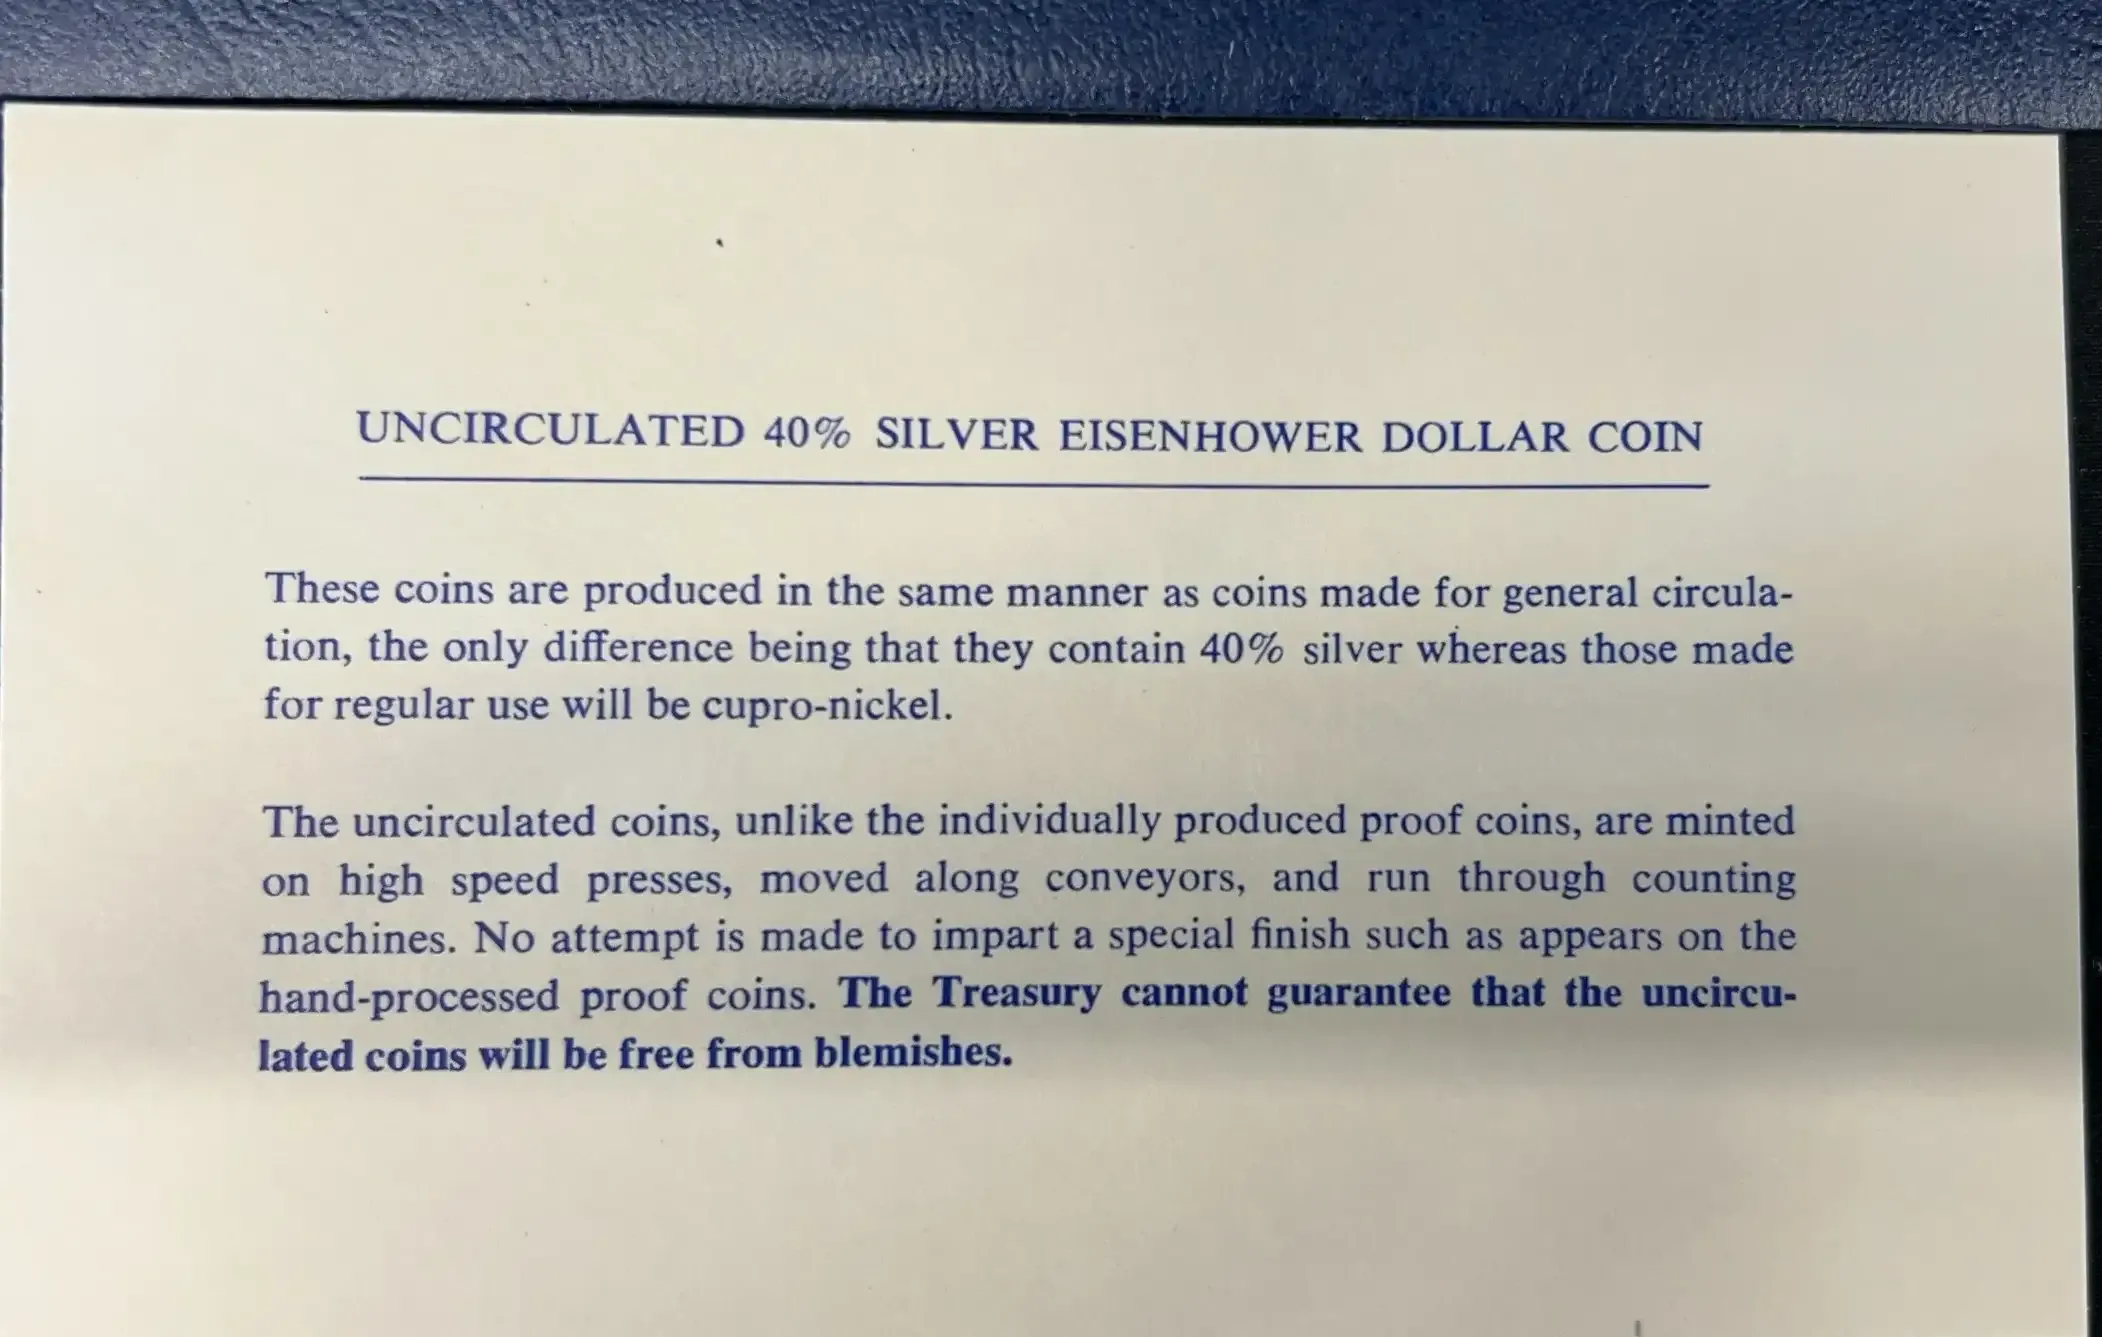 UNCIRCULATED 40% SILVER EISENHOWER DOLLAR COIN
These coins are produced in the same manner as coins made for general circula-
tion, the only difference being that they contain 40% silver whereas those made
for regular use will be cupro-nickel.
The uncirculated coins, unlike the individually produced proof coins, are minted
on high speed presses, moved along conveyors, and run through counting
machines. No attempt is made to impart a special finish such as appears on the
hand-processed proof coins. The Treasury cannot guarantee that the uncircu-
lated coins will be free from blemishes.